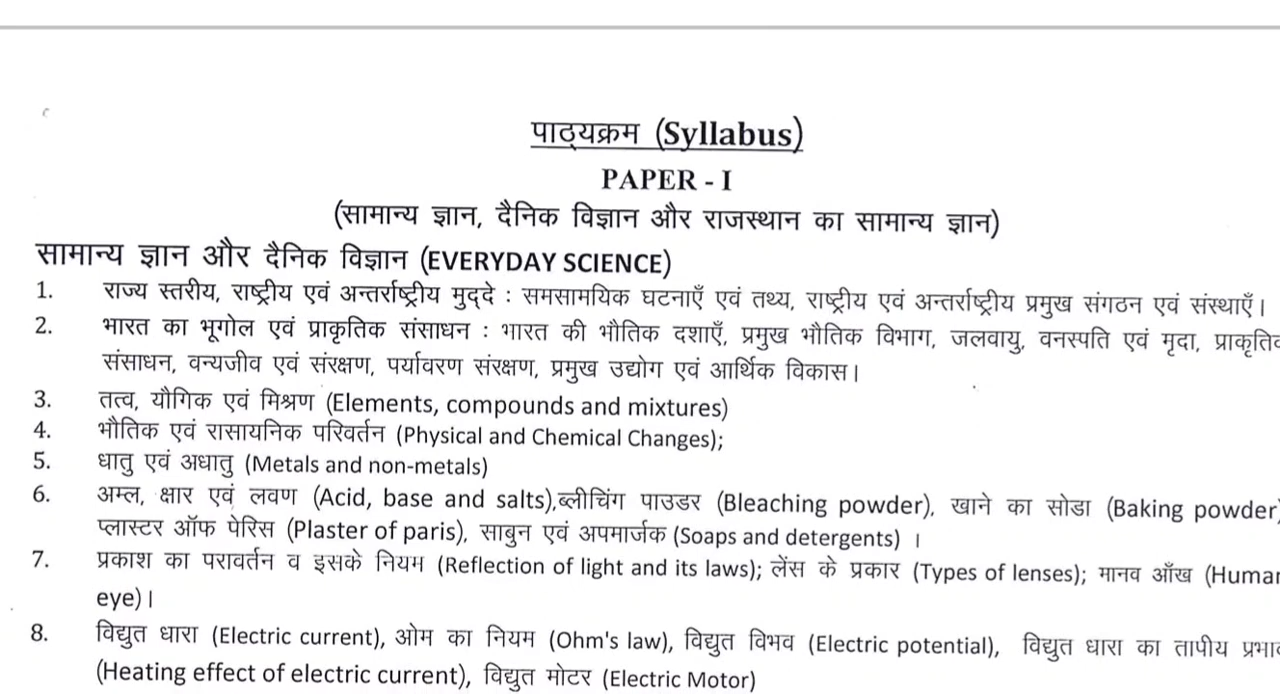 पाठ्यक्रम (Syllabus)
PAPER - I
(सामान्य ज्ञान, दैनिक विज्ञान और राजस्थान का सामान्य ज्ञान)
सामान्य ज्ञान और दैनिक विज्ञान (EVERYDAY SCIENCE)
1. राज्य स्तरीय, राष्ट्रीय एवं अन्तर्राष्ट्रीय मुद्दे : समसामयिक घटनाएँ एवं तथ्य, राष्ट्रीय एवं अन्तर्राष्ट्रीय प्रमुख संगठन एवं संस्थाएँ।
2. भारत का भूगोल एवं प्राकृतिक संसाधन : भारत की भौतिक दशाएँ, प्रमुख भौतिक विभाग, जलवायु, वनस्पति एवं मृदा,
संसाधन, वन्यजीव एवं संरक्षण, पर्यावरण संरक्षण, प्रमुख उद्योग एवं आर्थिक विकास।
3. तत्व, यौगिक एवं मिश्रण (Elements, compounds and mixtures)
4. भौतिक एवं रासायनिक परिवर्तन (Physical and Chemical Changes);
5. धातु एवं अधातु (Metals and non-metals)
6. अम्ल, क्षार एवं लवण (Acid, base and salts),ब्लीचिंग पाउडर (Bleaching powder), खाने का सोडा (Baking powder)
प्लास्टर ऑफ पेरिस (Plaster of paris), साबुन एवं अपमार्जक (Soaps and detergents) ।
7. प्रकाश का परावर्तन व इसके नियम (Reflection of light and its laws); लेंस के प्रकार (Types of lenses); मानव आँख (Human
eye)।
8. विद्युत धारा (Electric current), ओम का नियम (Ohm's law), विद्युत विभव (Electric potential), विद्युत धारा का तापीय
(Heating effect of electric current), विद्युत मोटर (Electric Motor)